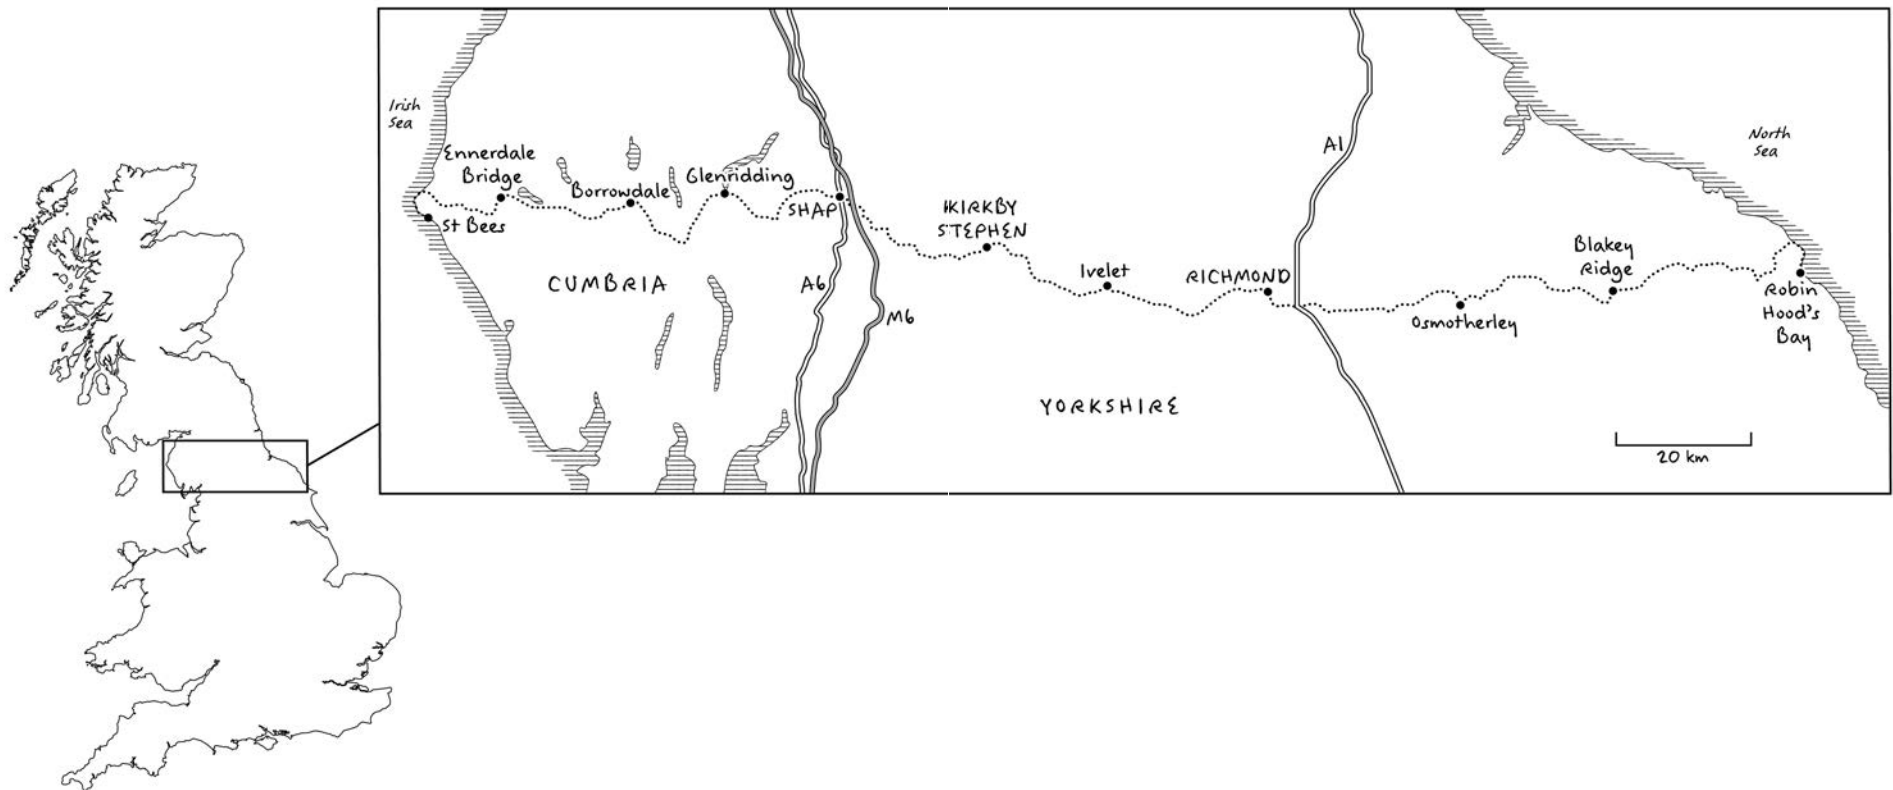 Irish
Sea
Ennerdale
Bridge
St Bees
Borrowdale
Glenridding
SHAP
CUMBRIA
A6
M6
KIRKBY
STEPHEN
Ivelet
RICHMOND
YORKSHIRE
A1
Osmotherley
Blakey
Ridge
North
Sea
Robin
Hood's
Bay
20 km